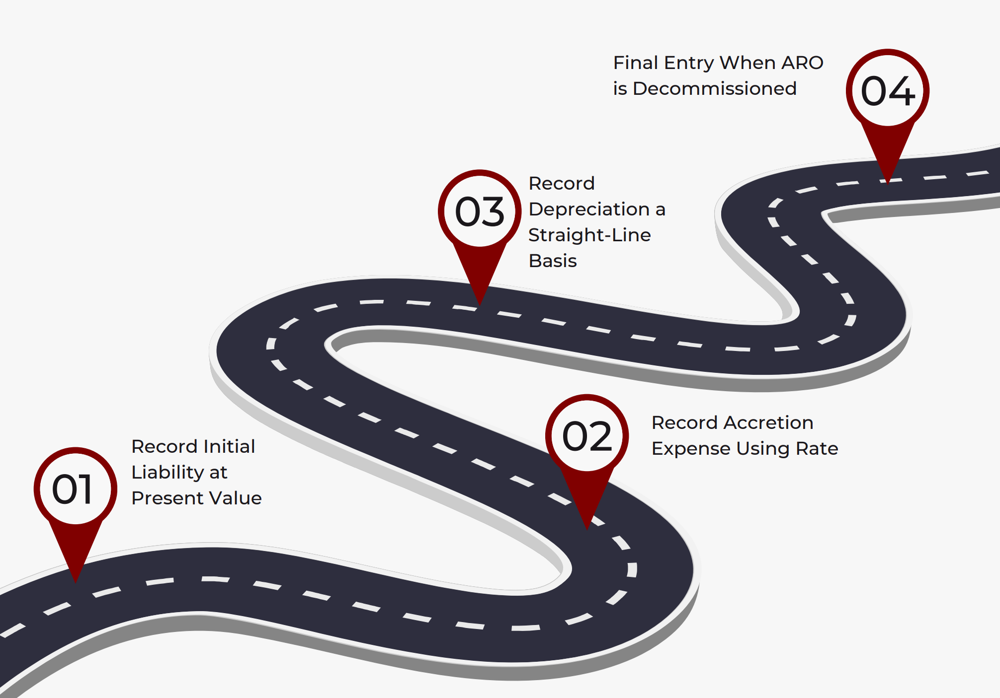 01
Record Initial
Liability at
Present Value
02
Record Accretion
Expense Using Rate
03
Record
Depreciation a
Straight-Line
Basis
04
Final Entry When ARO
is Decommissioned